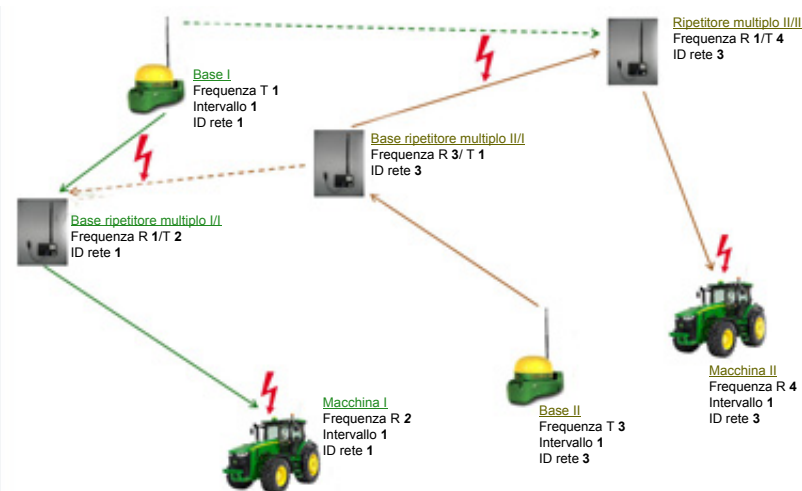 Ripetitore multiplo II/II
Frequenza R 1/T 4
ID rete 3
Base I
Frequenza T 1
Intervallo 1
ID rete 1
Base ripetitore multiplo II/I
Frequenza R 3/ T 1
ID rete 3
Base ripetitore multiplo I/I
Frequenza R 1/T 2
ID rete 1
Macchina II
Frequenza R 4
Intervallo 1
ID rete 3
Macchina I
Frequenza R 2
Intervallo 1
ID rete 1
Base II
Frequenza T 3
Intervallo 1
ID rete 3